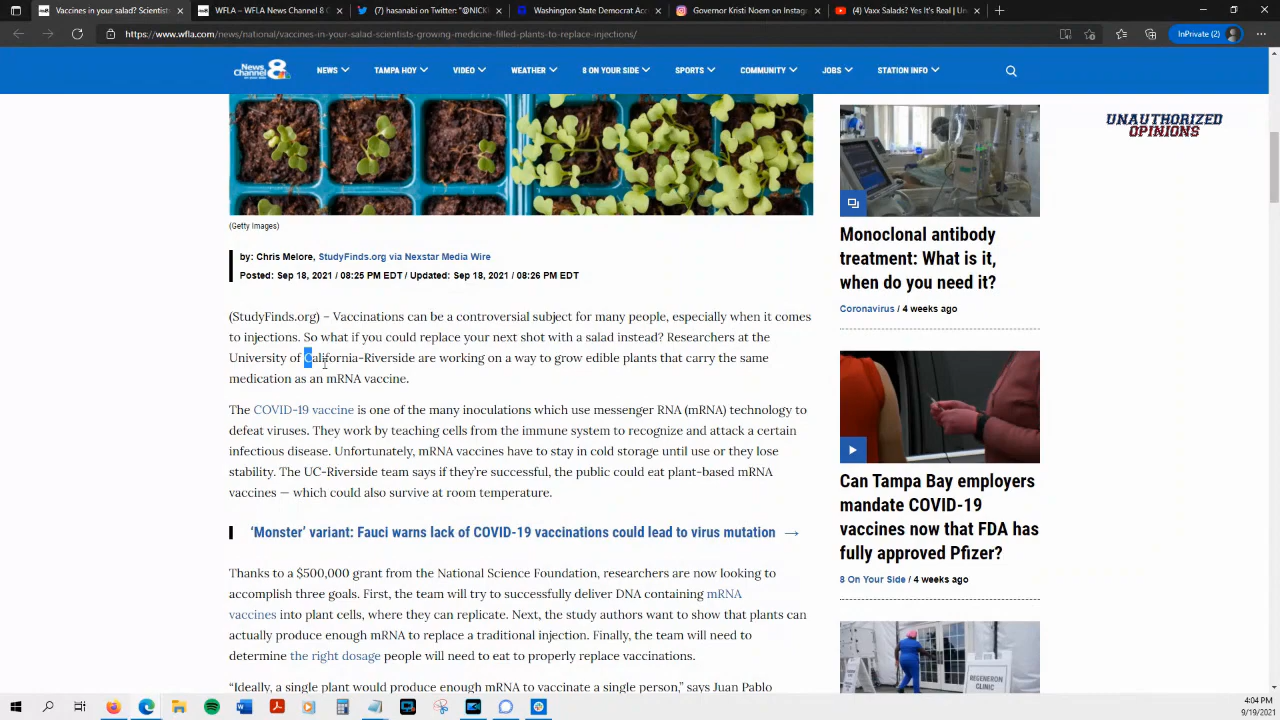 Vaccines in your salad? Scientists
WFLA – WFLA News Channel 8
hasanabi on Twitter: "@NICKI
Washington State Democrat Acc
Governor Kristi Noem on Instag
(4) Vaxx Salads? Yes It's Real | Un
https://www.wfla.com/news/national/vaccines-in-your-salad-scientists-growing-medicine-filled-plants-to-replace-injections/
InPrivate (2)
News Channel 8
NEWS
TAMPA HOY
VIDEO
WEATHER
8 ON YOUR SIDE
SPORTS
COMMUNITY
JOBS
STATION INFO
UNAUTHORIZED
OPINIONS
(Getty Images)
by: Chris Melore, StudyFinds.org via Nexstar Media Wire
Posted: Sep 18, 2021 / 08:25 PM EDT / Updated: Sep 18, 2021 / 08:26 PM EDT
(StudyFinds.org) – Vaccinations can be a controversial subject for many people, especially when it comes
to injections. So what if you could replace your next shot with a salad instead? Researchers at the
University of California-Riverside are working on a way to grow edible plants that carry the same
medication as an mRNA vaccine.
The COVID-19 vaccine is one of the many inoculations which use messenger RNA (mRNA) technology to
defeat viruses. They work by teaching cells from the immune system to recognize and attack a certain
infectious disease. Unfortunately, mRNA vaccines have to stay in cold storage until use or they lose
stability. The UC-Riverside team says if they're successful, the public could eat plant-based mRNA
vaccines — which could also survive at room temperature.
'Monster' variant: Fauci warns lack of COVID-19 vaccinations could lead to virus mutation →
Thanks to a $500,000 grant from the National Science Foundation, researchers are now looking to
accomplish three goals. First, the team will try to successfully deliver DNA containing mRNA
vaccines into plant cells, where they can replicate. Next, the study authors want to show that plants can
actually produce enough mRNA to replace a traditional injection. Finally, the team will need to
determine the right dosage people will need to eat to properly replace vaccinations.
"Ideally, a single plant would produce enough mRNA to vaccinate a single person," says Juan Pablo
Monoclonal antibody
treatment: What is it,
when do you need it?
Coronavirus / 4 weeks ago
Can Tampa Bay employers
mandate COVID-19
vaccines now that FDA has
fully approved Pfizer?
8 On Your Side / 4 weeks ago
REGENERON
CLINIC
4:04 PM
9/19/2021